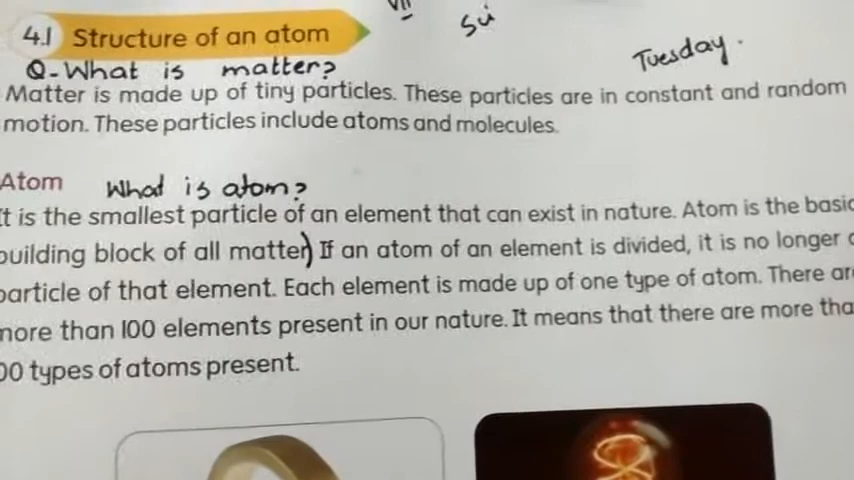 VII
Sui
4.1 Structure of an atom
Tuesday.
Q-What is matter?
Matter is made up of tiny particles. These particles are in constant and random
motion. These particles include atoms and molecules.
Atom What is atom?
It is the smallest particle of an element that can exist in nature. Atom is the basic
building block of all matter) If an atom of an element is divided, it is no longer a
particle of that element. Each element is made up of one type of atom. There are
more than 100 elements present in our nature. It means that there are more tha
00 types of atoms present.